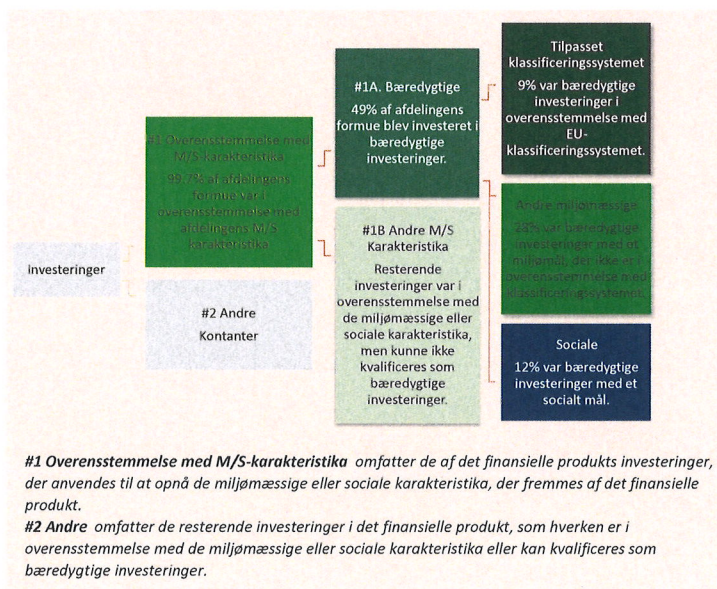 Investeringer
#1 Overensstemmelse med
M/S-karakteristika
99.7% af afdelingens
formue var i
overensstemmelse med
afdelingens M/S
karakteristika
#2 Andre
Kontanter
#1A. Bæredygtige
49% af afdelingens
formue blev investeret i
bæredygtige
investeringer.
#1B Andre M/S
Karakteristika
Resterende
investeringer var i
overensstemmelse med
de miljømæssige eller
sociale karakteristika,
men kunne ikke
kvalificeres som
bæredygtige
investeringer.
Tilpasset
klassificeringssystemet
9% var bæredygtige
investeringer i
overensstemmelse med
EU-
klassificeringssystemet.
Andre miljømæssige
28% var bæredygtige
investeringer med et
miljømål, der ikke er i
overensstemmelse med
klassificeringssystemet.
Sociale
12% var bæredygtige
investeringer med et
socialt mål.
#1 Overensstemmelse med M/S-karakteristika omfatter de af det finansielle produkts investeringer,
der anvendes til at opnå de miljømæssige eller sociale karakteristika, der fremmes af det finansielle
produkt.
#2 Andre omfatter de resterende investeringer i det finansielle produkt, som hverken er i
overensstemmelse med de miljømæssige eller sociale karakteristika eller kan kvalificeres som
bæredygtige investeringer.